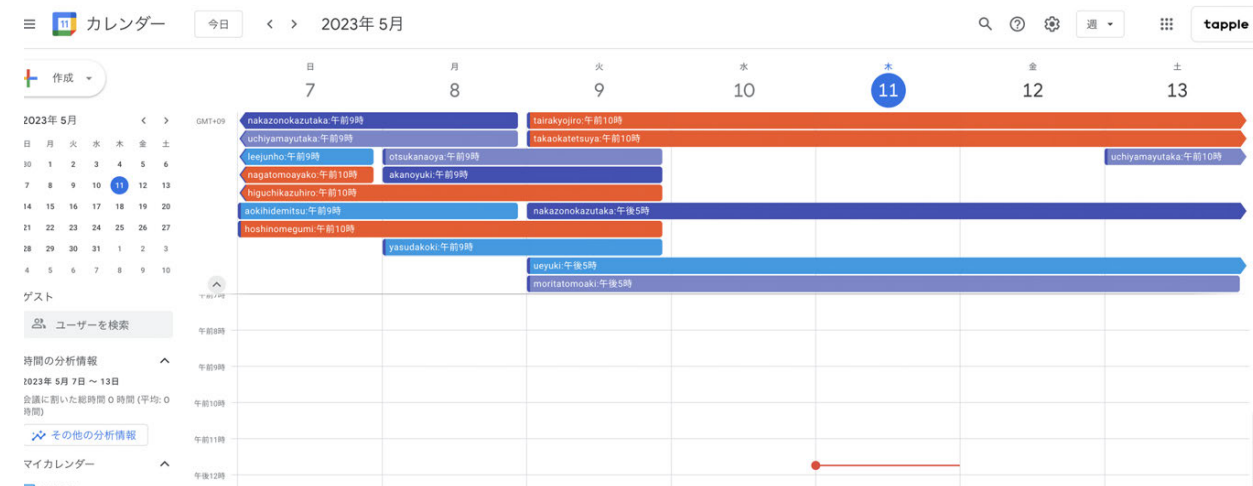 11 カレンダー 今日 2023年 5月 週 tapple
作成
2023年 5月
日 月 火 水 木 金 土
30 1 2 3 4 5 6
7 8 9 10 11 12 13
14 15 16 17 18 19 20
21 22 23 24 25 26 27
28 29 30 31 1 2 3
4 5 6 7 8 9 10
ゲスト
ユーザーを検索
時間の分析情報
2023年 5月 7日 ～ 13日
会議に割いた総時間 0 時間 (平均: 0
時間)
その他の分析情報
マイカレンダー
日 月 火 水 木 金 土
7 8 9 10 11 12 13
GMT+09
nakazonokazutaka:午前9時 tairakyojiro:午前10時
uchiyamayutaka:午前9時 takaokatetsuya:午前10時
leejunho:午前9時 otsukanaoya:午前9時 uchiyamayutaka:午前10時
nagatomoayako:午前10時 akanoyuki:午前9時
higuchikazuhiro:午前10時
aokihidemitsu:午前9時 nakazonokazutaka:午後5時
hoshinomegumi:午前10時
yasudakoki:午前9時
ueyuki:午後5時
moritatomoaki:午後5時
午前7時
午前8時
午前9時
午前10時
午前11時
午後12時